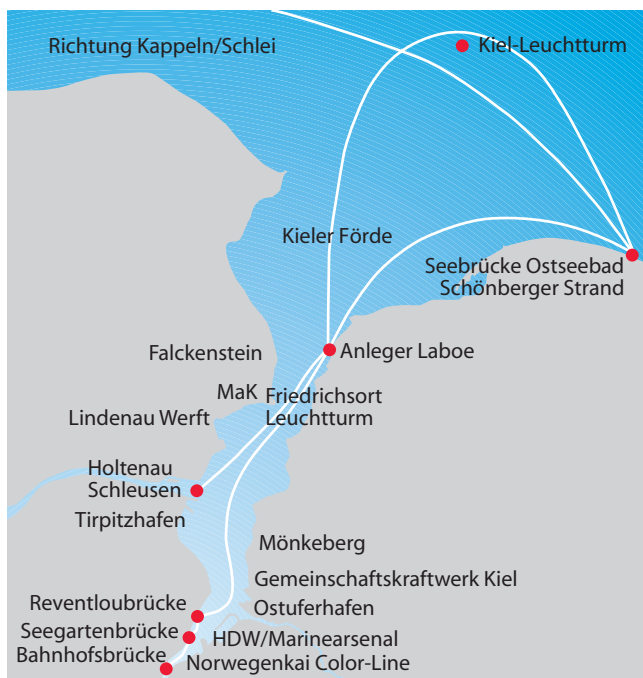 Richtung Kappeln/Schlei
Kiel-Leuchtturm
Kieler Förde
Seebrücke Ostseebad
Schönberger Strand
Falckenstein
Anleger Laboe
MaK
Friedrichsort
Leuchtturm
Lindenau Werft
Holtenau
Schleusen
Tirpitzhafen
Mönkeberg
Gemeinschaftskraftwerk Kiel
Reventloubrücke
Ostuferhafen
Seegartenbrücke
HDW/Marinearsenal
Bahnhofsbrücke
Norwegenkai Color-Line